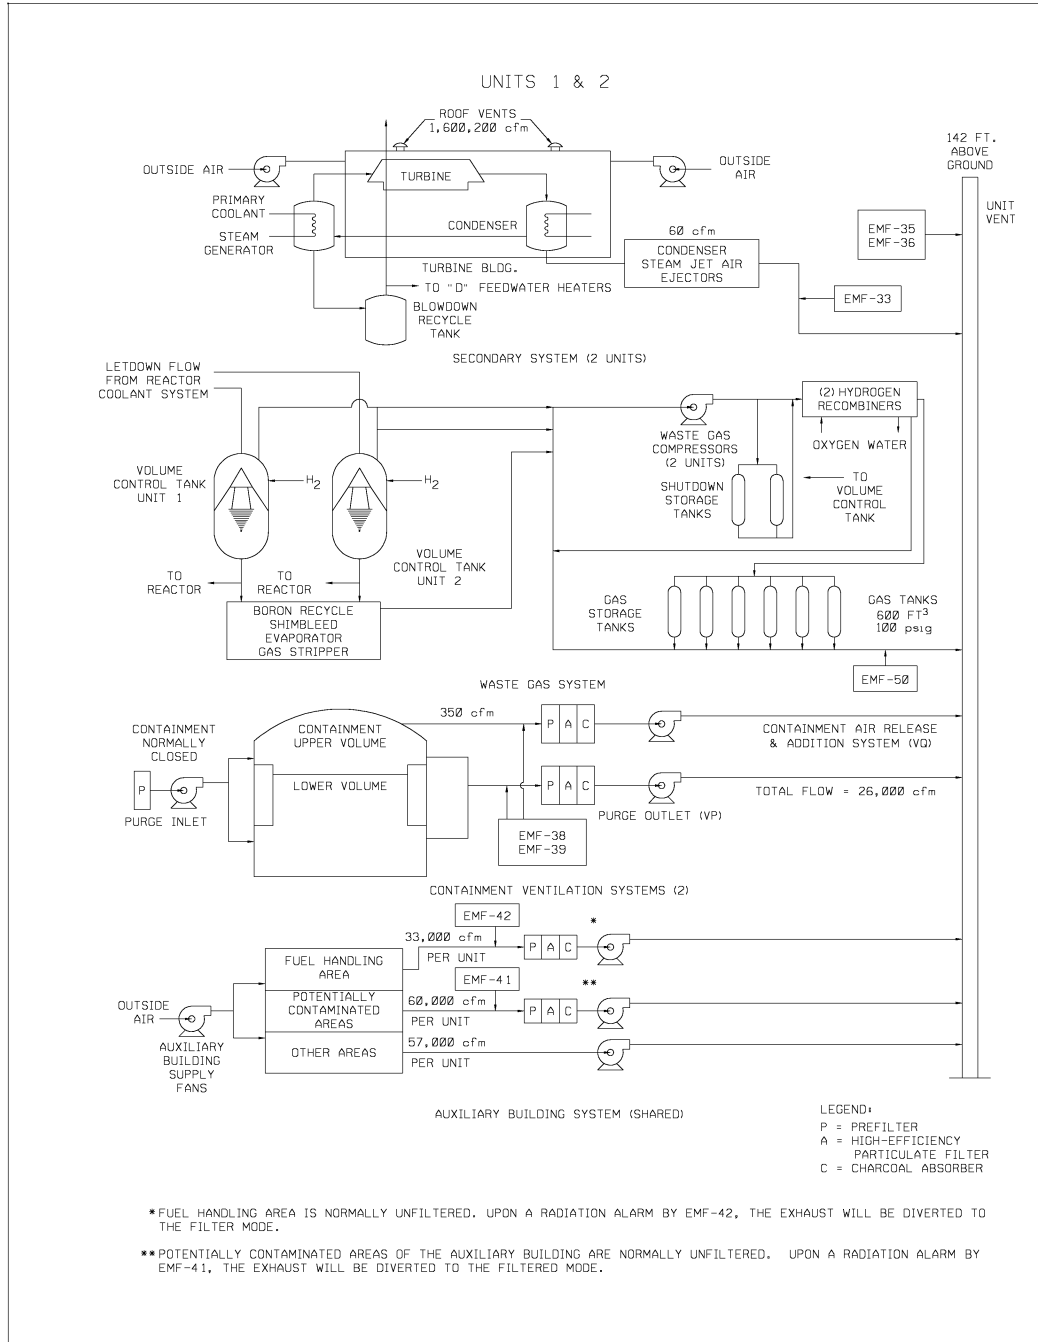 UNITS 1 & 2
ROOF VENTS
1,600,200 cfm
OUTSIDE AIR
TURBINE
OUTSIDE
AIR
142 FT.
ABOVE
GROUND
UNIT
VENT
PRIMARY
COOLANT
STEAM
GENERATOR
CONDENSER
60 cfm
CONDENSER
STEAM JET AIR
EJECTORS
EMF-35
EMF-36
EMF-33
TURBINE BLDG.
TO "D" FEEDWATER HEATERS
BLOWDOWN
RECYCLE
TANK
SECONDARY SYSTEM (2 UNITS)
LETDOWN FLOW
FROM REACTOR
COOLANT SYSTEM
(2) HYDROGEN
RECOMBINERS
OXYGEN WATER
WASTE GAS
COMPRESSORS
(2 UNITS)
VOLUME
CONTROL TANK
UNIT 1
H2
H2
SHUTDOWN
STORAGE
TANKS
TO
VOLUME
CONTROL
TANK
VOLUME
CONTROL TANK
UNIT 2
TO
REACTOR
TO
REACTOR
BORON RECYCLE
SHIMBLEED
EVAPORATOR
GAS STRIPPER
GAS
STORAGE
TANKS
GAS TANKS
600 FT3
100 psig
EMF-50
WASTE GAS SYSTEM
CONTAINMENT
NORMALLY
CLOSED
CONTAINMENT
UPPER VOLUME
350 cfm
P A C
CONTAINMENT AIR RELEASE
& ADDITION SYSTEM (VQ)
LOWER VOLUME
P
P A C
TOTAL FLOW = 26,000 cfm
PURGE INLET
PURGE OUTLET (VP)
EMF-38
EMF-39
CONTAINMENT VENTILATION SYSTEMS (2)
EMF-42
*
33,000 cfm
PER UNIT
P A C
FUEL HANDLING
AREA
EMF-41
**
POTENTIALLY
CONTAMINATED
AREAS
60,000 cfm
PER UNIT
P A C
OUTSIDE
AIR
AUXILIARY
BUILDING
SUPPLY
FANS
OTHER AREAS
57,000 cfm
PER UNIT
AUXILIARY BUILDING SYSTEM (SHARED)
LEGEND:
P = PREFILTER
A = HIGH-EFFICIENCY
PARTICULATE FILTER
C = CHARCOAL ABSORBER
* FUEL HANDLING AREA IS NORMALLY UNFILTERED. UPON A RADIATION ALARM BY EMF-42, THE EXHAUST WILL BE DIVERTED TO
THE FILTER MODE.
** POTENTIALLY CONTAMINATED AREAS OF THE AUXILIARY BUILDING ARE NORMALLY UNFILTERED. UPON A RADIATION ALARM BY
EMF-41, THE EXHAUST WILL BE DIVERTED TO THE FILTERED MODE.